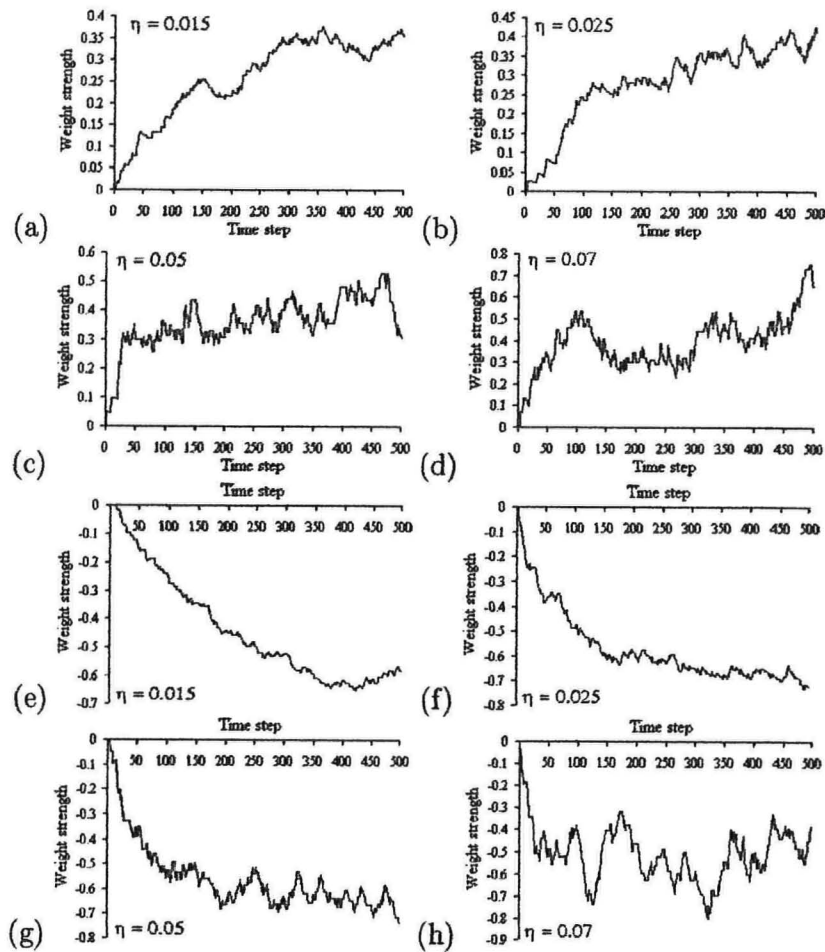 η = 0.015
Weight strength
0.4
0.35
0.3
0.25
0.2
0.15
0.1
0.05
0
0 50 100 150 200 250 300 350 400 450 500
Time step
(a)
η = 0.025
Weight strength
0.45
0.4
0.35
0.3
0.25
0.2
0.15
0.1
0.05
0
0 50 100 150 200 250 300 350 400 450 500
Time step
(b)
η = 0.05
Weight strength
0.6
0.5
0.4
0.3
0.2
0.1
0
0 50 100 150 200 250 300 350 400 450 500
Time step
(c)
η = 0.07
Weight strength
0.8
0.7
0.6
0.5
0.4
0.3
0.2
0.1
0
0 50 100 150 200 250 300 350 400 450 500
Time step
(d)
Time step
0
50 100 150 200 250 300 350 400 450 500
-0.1
-0.2
-0.3
-0.4
-0.5
-0.6
-0.7
Weight strength
η = 0.015
(e)
Time step
0
50 100 150 200 250 300 350 400 450 500
-0.1
-0.2
-0.3
-0.4
-0.5
-0.6
-0.7
-0.8
Weight strength
η = 0.025
(f)
Time step
0
50 100 150 200 250 300 350 400 450 500
-0.1
-0.2
-0.3
-0.4
-0.5
-0.6
-0.7
-0.8
Weight strength
η = 0.05
(g)
Time step
0
50 100 150 200 250 300 350 400 450 500
-0.1
-0.2
-0.3
-0.4
-0.5
-0.6
-0.7
-0.8
-0.9
Weight strength
η = 0.07
(h)